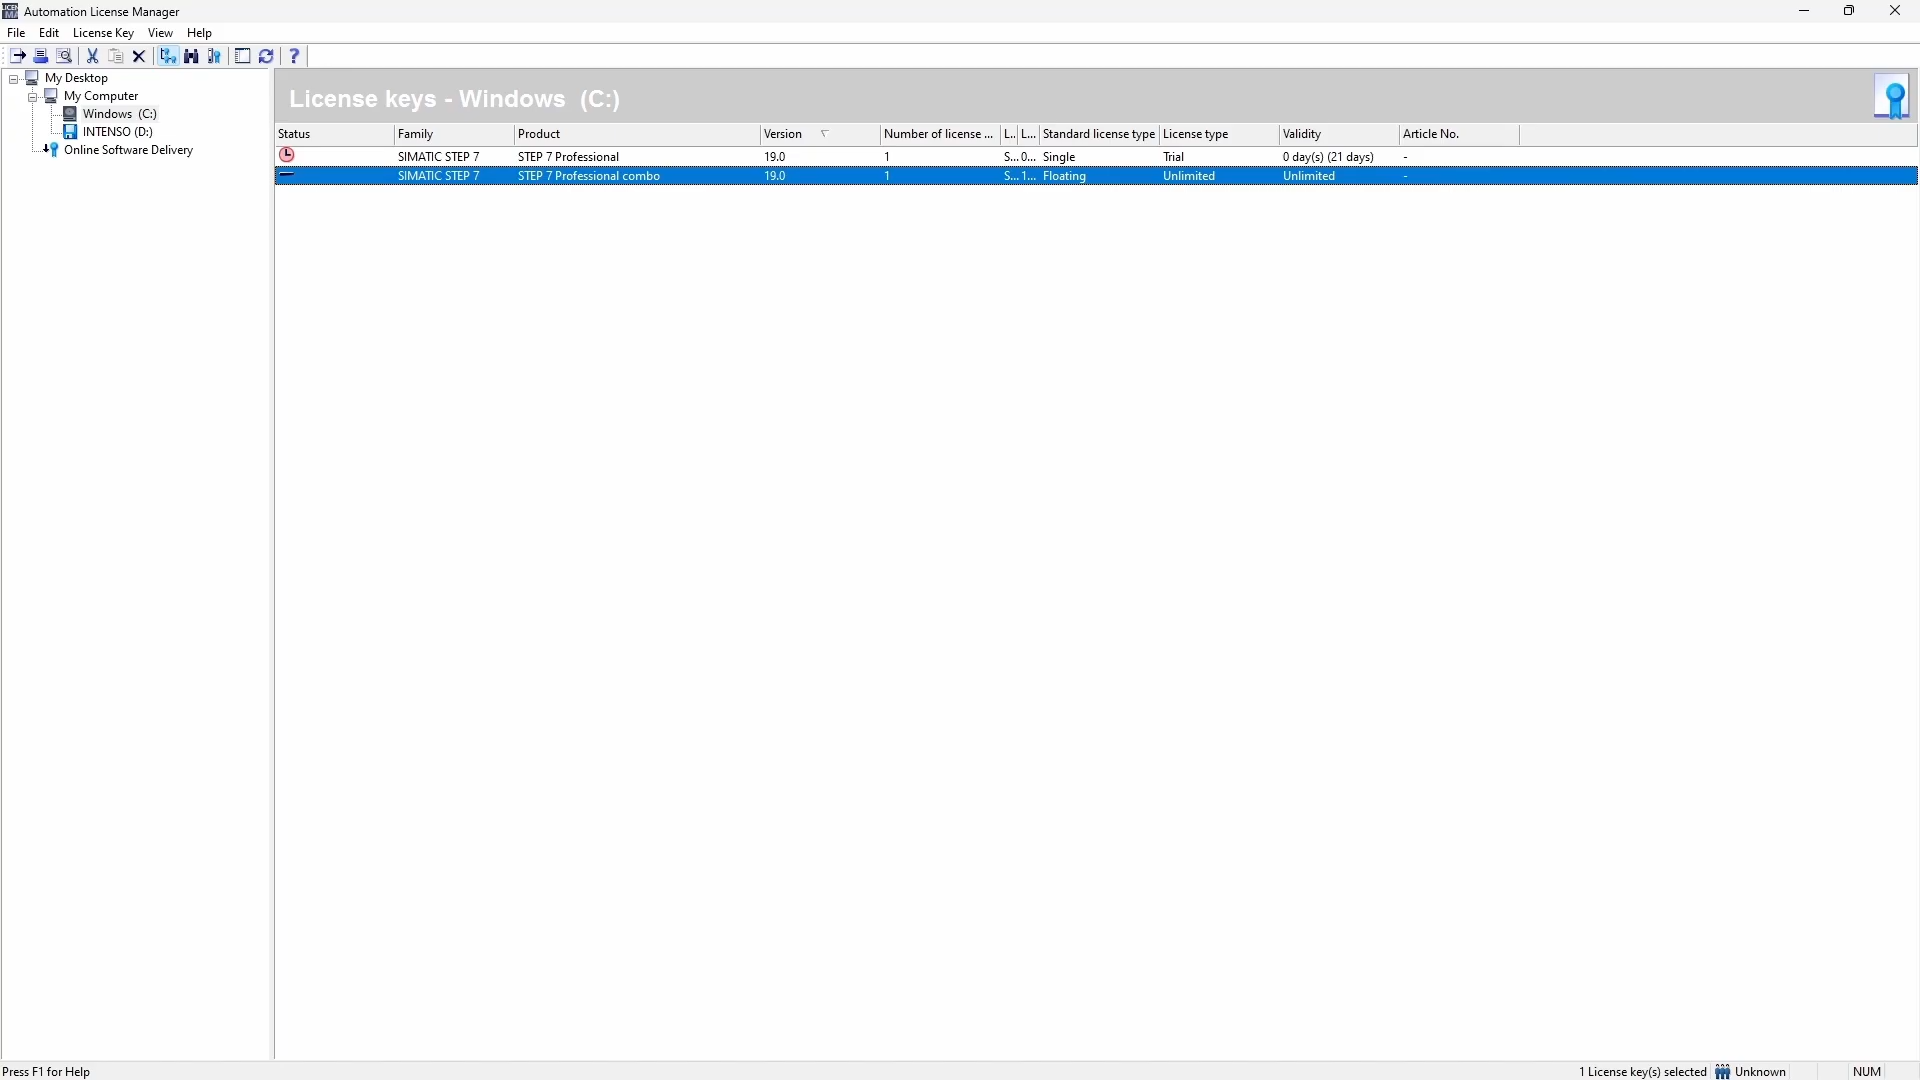 Automation License Manager
File Edit License Key View Help
My Desktop
My Computer
Windows (C:)
INTENSO (D:)
Online Software Delivery
License keys - Windows (C:)
Status Family Product Version Number of license ... L... L... Standard license type License type Validity Article No.
SIMATIC STEP 7 STEP 7 Professional 19.0 1 S... 0... Single Trial 0 day(s) (21 days) -
SIMATIC STEP 7 STEP 7 Professional combo 19.0 1 S... 1... Floating Unlimited Unlimited -
Press F1 for Help 1 License key(s) selected Unknown NUM